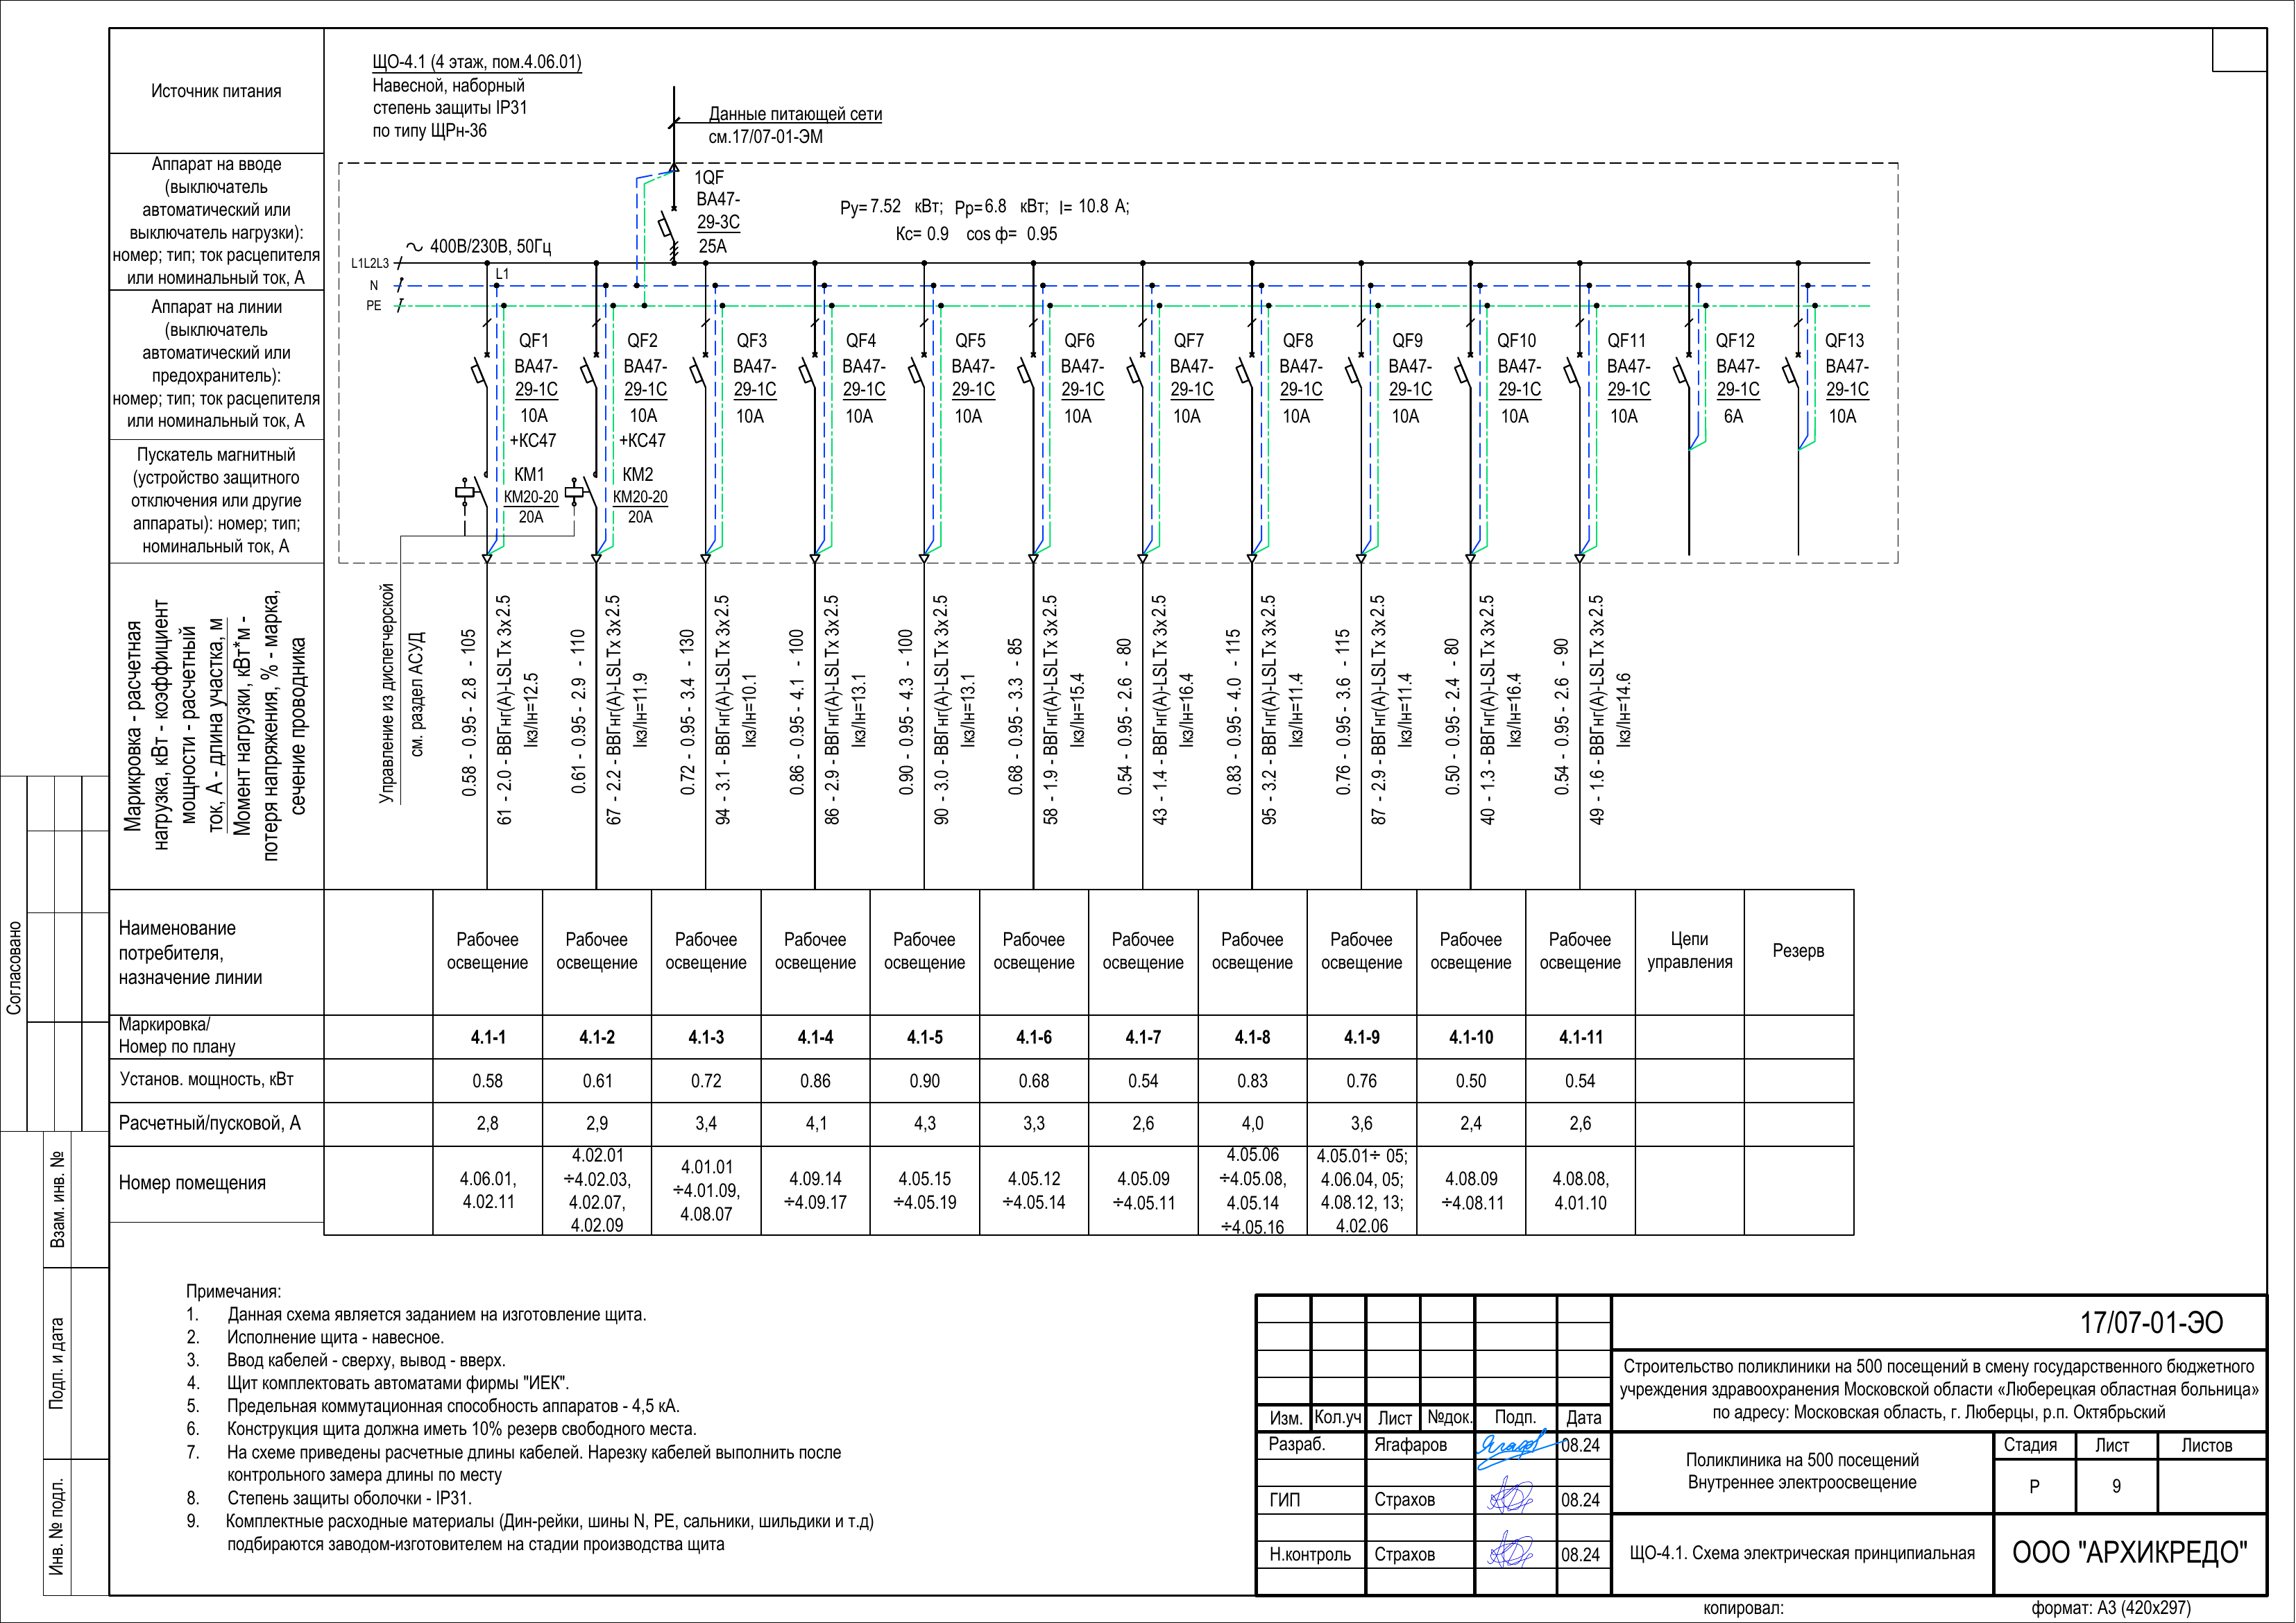 Источник питания
ЩО-4.1 (4 этаж, пом.4.06.01)
Навесной, наборный
степень защиты IP31
по типу ЩРн-36
Данные питающей сети
см.17/07-01-ЭМ
Аппарат на вводе
(выключатель
автоматический или
выключатель нагрузки):
номер; тип; ток расцепителя
или номинальный ток, А
1QF
ВА47-
29-3С
25А
Ру= 7.52 кВт; Рр= 6.8 кВт; I= 10.8 А;
Кс= 0.9 cos ф= 0.95
400В/230В, 50Гц
L1L2L3
L1
N
PE
Аппарат на линии
(выключатель
автоматический или
предохранитель):
номер; тип; ток расцепителя
или номинальный ток, А
QF1 QF2 QF3 QF4 QF5 QF6 QF7 QF8 QF9 QF10 QF11 QF12 QF13
ВА47- ВА47- ВА47- ВА47- ВА47- ВА47- ВА47- ВА47- ВА47- ВА47- ВА47- ВА47- ВА47-
29-1С 29-1С 29-1С 29-1С 29-1С 29-1С 29-1С 29-1С 29-1С 29-1С 29-1С 29-1С 29-1С
10А 10А 10А 10А 10А 10А 10А 10А 10А 10А 10А 6А 10А
+КС47 +КС47
Пускатель магнитный
(устройство защитного
отключения или другие
аппараты): номер; тип;
номинальный ток, А
КМ1 КМ2
КМ20-20 КМ20-20
20А 20А
Марикровка - расчетная
нагрузка, кВт - коэффициент
мощности - расчетный
ток, А - длина участка, м
Момент нагрузки, кВт*м -
потеря напряжения, % - марка,
сечение проводника
Управление из диспетчерской
см. раздел АСУД
0.58 - 0.95 - 2.8 - 105
61 - 2.0 - ВВГнг(А)-LSLTx 3x2.5
Iкз/Iн=12.5
0.61 - 0.95 - 2.9 - 110
67 - 2.2 - ВВГнг(А)-LSLTx 3x2.5
Iкз/Iн=11.9
0.72 - 0.95 - 3.4 - 130
94 - 3.1 - ВВГнг(А)-LSLTx 3x2.5
Iкз/Iн=10.1
0.86 - 0.95 - 4.1 - 100
86 - 2.9 - ВВГнг(А)-LSLTx 3x2.5
Iкз/Iн=13.1
0.90 - 0.95 - 4.3 - 100
90 - 3.0 - ВВГнг(А)-LSLTx 3x2.5
Iкз/Iн=13.1
0.68 - 0.95 - 3.3 - 85
58 - 1.9 - ВВГнг(А)-LSLTx 3x2.5
Iкз/Iн=15.4
0.54 - 0.95 - 2.6 - 80
43 - 1.4 - ВВГнг(А)-LSLTx 3x2.5
Iкз/Iн=16.4
0.83 - 0.95 - 4.0 - 115
95 - 3.2 - ВВГнг(А)-LSLTx 3x2.5
Iкз/Iн=11.4
0.76 - 0.95 - 3.6 - 115
87 - 2.9 - ВВГнг(А)-LSLTx 3x2.5
Iкз/Iн=11.4
0.50 - 0.95 - 2.4 - 80
40 - 1.3 - ВВГнг(А)-LSLTx 3x2.5
Iкз/Iн=16.4
0.54 - 0.95 - 2.6 - 90
49 - 1.6 - ВВГнг(А)-LSLTx 3x2.5
Iкз/Iн=14.6
Наименование
потребителя,
назначение линии
Рабочее Рабочее Рабочее Рабочее Рабочее Рабочее Рабочее Рабочее Рабочее Рабочее Рабочее Цепи Резерв
освещение освещение освещение освещение освещение освещение освещение освещение освещение освещение освещение управления
Маркировка/
Номер по плану
4.1-1 4.1-2 4.1-3 4.1-4 4.1-5 4.1-6 4.1-7 4.1-8 4.1-9 4.1-10 4.1-11
Установ. мощность, кВт 0.58 0.61 0.72 0.86 0.90 0.68 0.54 0.83 0.76 0.50 0.54
Расчетный/пусковой, А 2,8 2,9 3,4 4,1 4,3 3,3 2,6 4,0 3,6 2,4 2,6
Номер помещения
4.06.01,
4.02.11
4.02.01
÷4.02.03,
4.02.07,
4.02.09
4.01.01
÷4.01.09,
4.08.07
4.09.14
÷4.09.17
4.05.15
÷4.05.19
4.05.12
÷4.05.14
4.05.09
÷4.05.11
4.05.06
÷4.05.08,
4.05.14
÷4.05.16
4.05.01÷ 05;
4.06.04, 05;
4.08.12, 13;
4.02.06
4.08.09
÷4.08.11
4.08.08,
4.01.10
Согласовано
Взам. инв. №
Подп. и дата
Инв. № подл.
Примечания:
1. Данная схема является заданием на изготовление щита.
2. Исполнение щита - навесное.
3. Ввод кабелей - сверху, вывод - вверх.
4. Щит комплектовать автоматами фирмы "ИЕК".
5. Предельная коммутационная способность аппаратов - 4,5 кА.
6. Конструкция щита должна иметь 10% резерв свободного места.
7. На схеме приведены расчетные длины кабелей. Нарезку кабелей выполнить после
контрольного замера длины по месту
8. Степень защиты оболочки - IP31.
9. Комплектные расходные материалы (Дин-рейки, шины N, PE, сальники, шильдики и т.д)
подбираются заводом-изготовителем на стадии производства щита
17/07-01-ЭО
Строительство поликлиники на 500 посещений в смену государственного бюджетного
учреждения здравоохранения Московской области «Люберецкая областная больница»
по адресу: Московская область, г. Люберцы, р.п. Октябрьский
Изм. Кол.уч Лист №док. Подп. Дата
Разраб. Ягафаров Ягафаров 08.24
ГИП Страхов 08.24
Н.контроль Страхов 08.24
Поликлиника на 500 посещений
Внутреннее электроосвещение
Стадия Лист Листов
Р 9
ЩО-4.1. Схема электрическая принципиальная
ООО "АРХИКРЕДО"
копировал: формат: А3 (420х297)